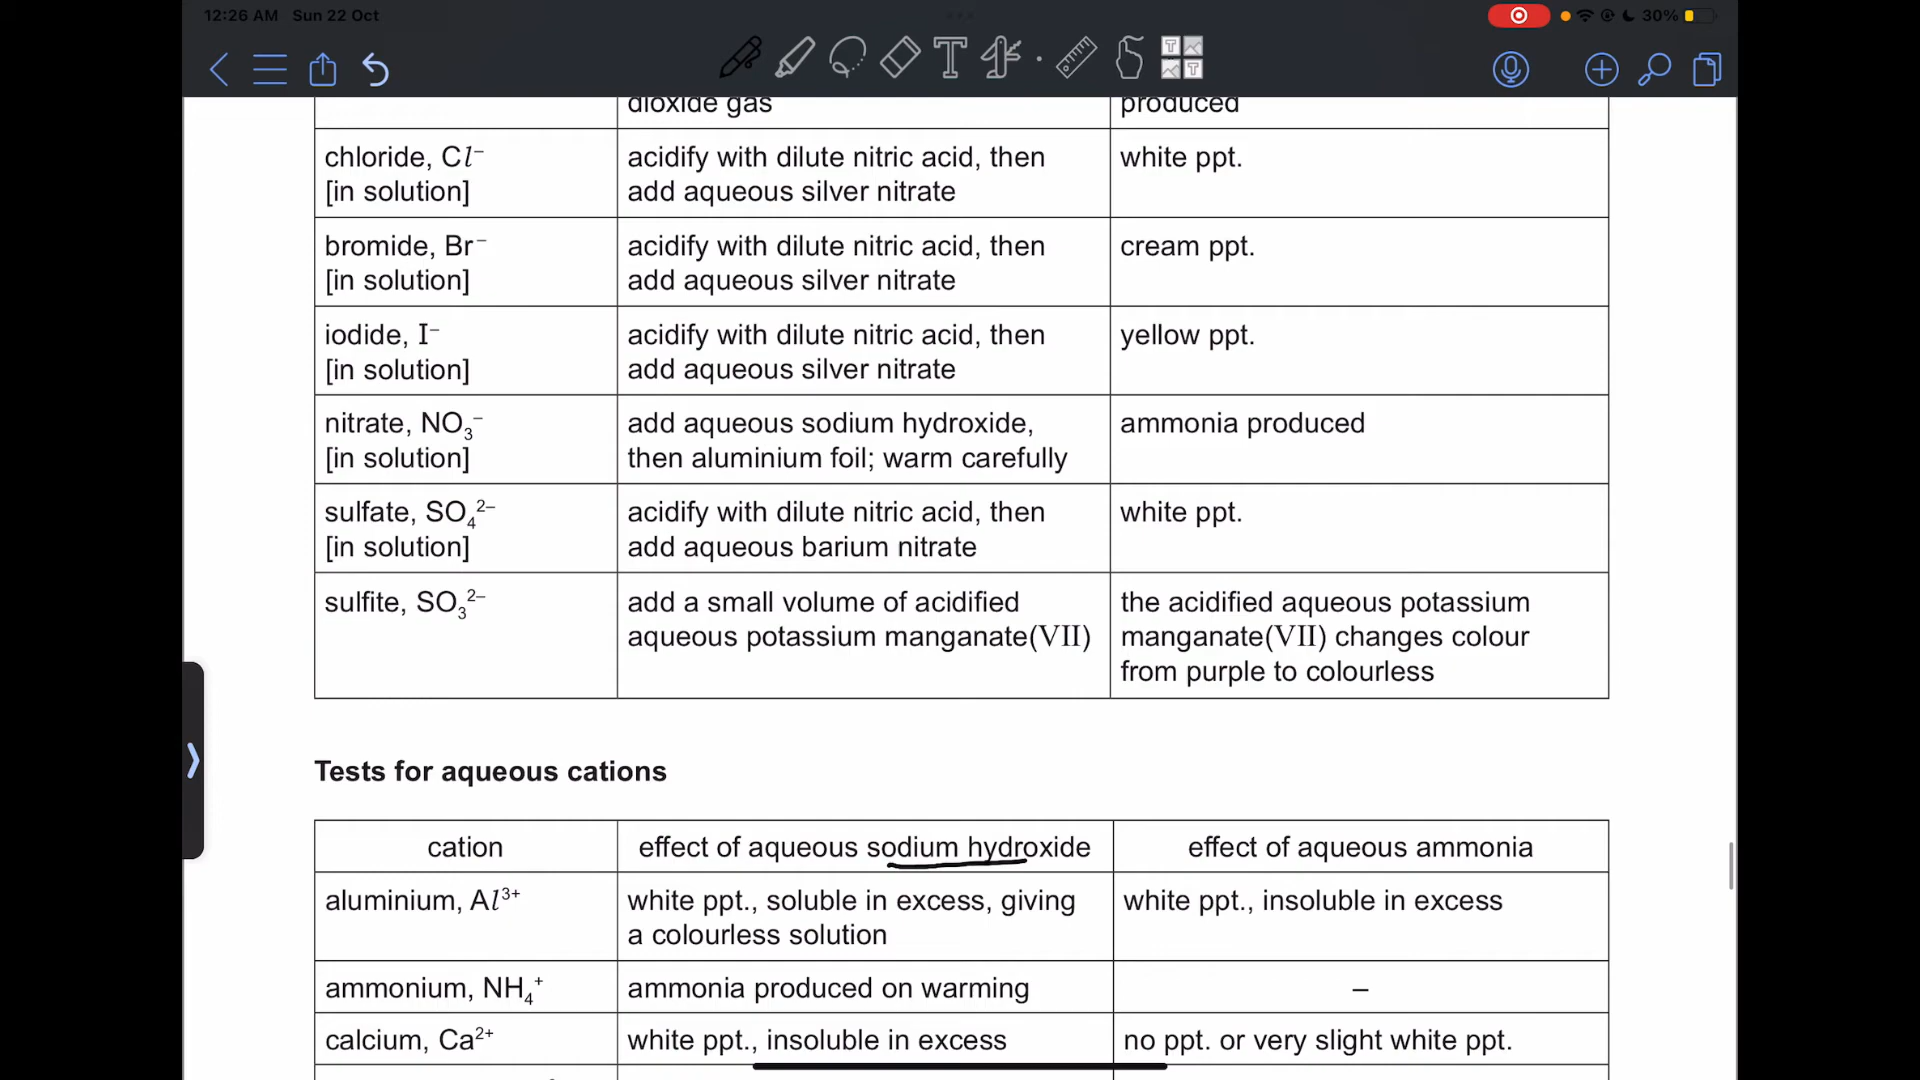 12:26 AM Sun 22 Oct
30%
dioxide gas
produced
chloride, Cl⁻
[in solution]
acidify with dilute nitric acid, then
add aqueous silver nitrate
white ppt.
bromide, Br⁻
[in solution]
acidify with dilute nitric acid, then
add aqueous silver nitrate
cream ppt.
iodide, I⁻
[in solution]
acidify with dilute nitric acid, then
add aqueous silver nitrate
yellow ppt.
nitrate, NO₃⁻
[in solution]
add aqueous sodium hydroxide,
then aluminium foil; warm carefully
ammonia produced
sulfate, SO₄²⁻
[in solution]
acidify with dilute nitric acid, then
add aqueous barium nitrate
white ppt.
sulfite, SO₃²⁻
add a small volume of acidified
aqueous potassium manganate(VII)
the acidified aqueous potassium
manganate(VII) changes colour
from purple to colourless
Tests for aqueous cations
cation
effect of aqueous sodium hydroxide
effect of aqueous ammonia
aluminium, Al³⁺
white ppt., soluble in excess, giving
a colourless solution
white ppt., insoluble in excess
ammonium, NH₄⁺
ammonia produced on warming
–
calcium, Ca²⁺
white ppt., insoluble in excess
no ppt. or very slight white ppt.